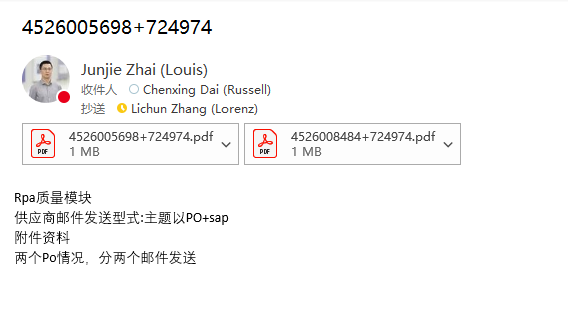 4526005698+724974
Junjie Zhai (Louis)
收件人 Chenxing Dai (Russell)
抄送 Lichun Zhang (Lorenz)
4526005698+724974.pdf
1 MB
4526008484+724974.pdf
1 MB
PDF
PDF
Rpa质量模块
供应商邮件发送型式:主题以PO+sap
附件资料
两个Po情况，分两个邮件发送